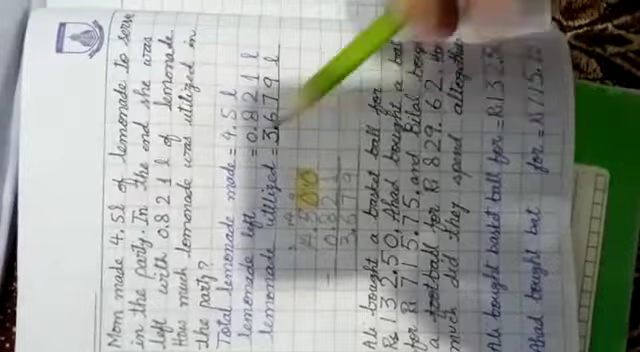 Mom made 4.5l of lemonade to serve
in the party. In the end she was
left with 0.821 l of lemonade.
How much lemonade was utilized in
the party?
Total lemonade made = 4.5 l
lemonade left = 0.821 l
lemonade utilized = 3.679 l
4.500
- 0.821
3.679
Ali bought a basket ball for
Rs 132.50, Ahad bought a bat
for Rs 715.75, and Bilal bough
a football for Rs 829.62. Ho
much did they spend altogether
Ali bought basket ball for = Rs 132.5
Ahad bought bat for = Rs 715.